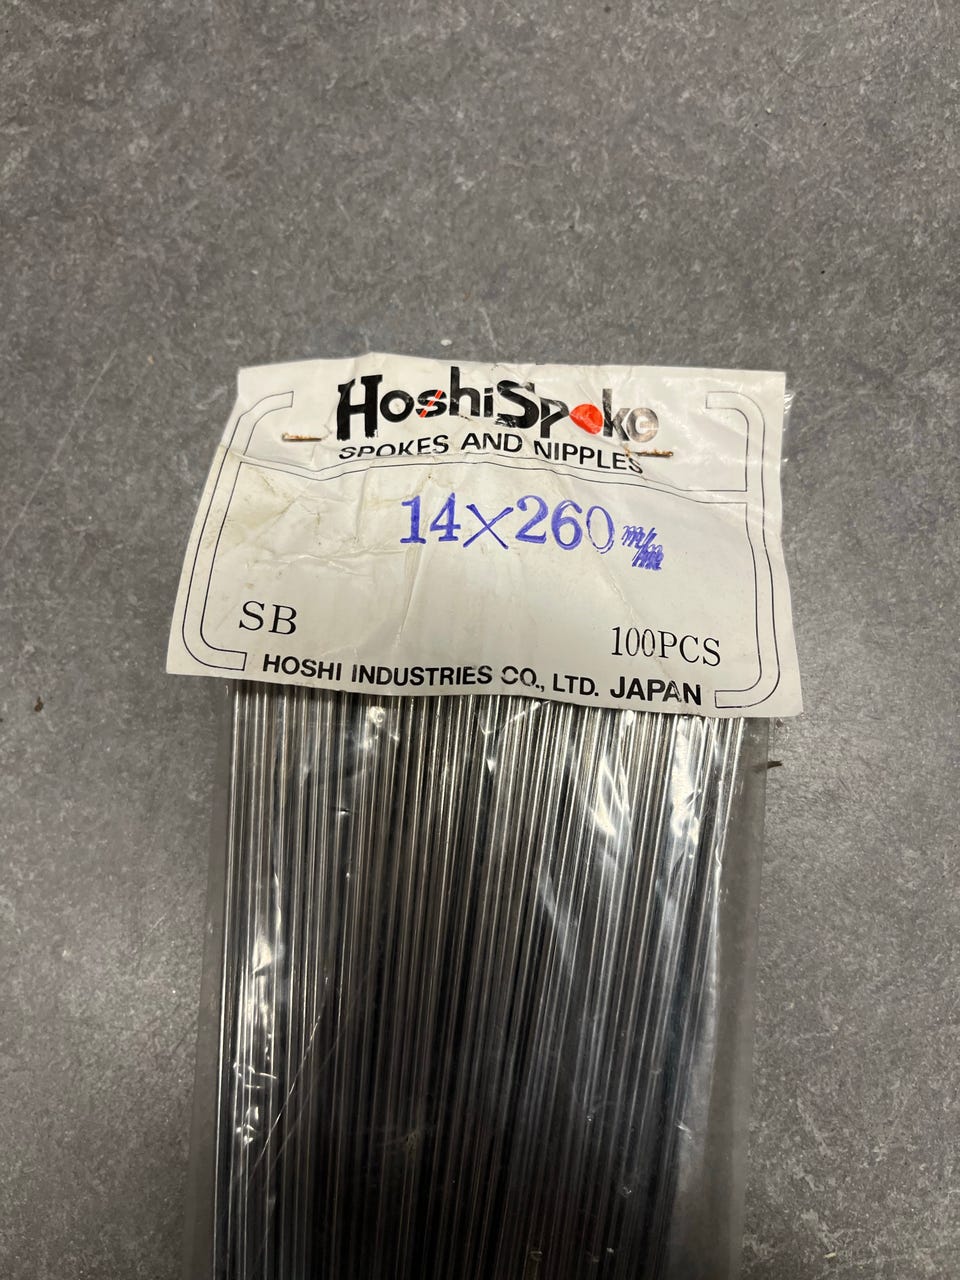 HoshiSpoke
SPOKES AND NIPPLES
14×260 m/m
SB
100PCS
HOSHI INDUSTRIES CO., LTD. JAPAN